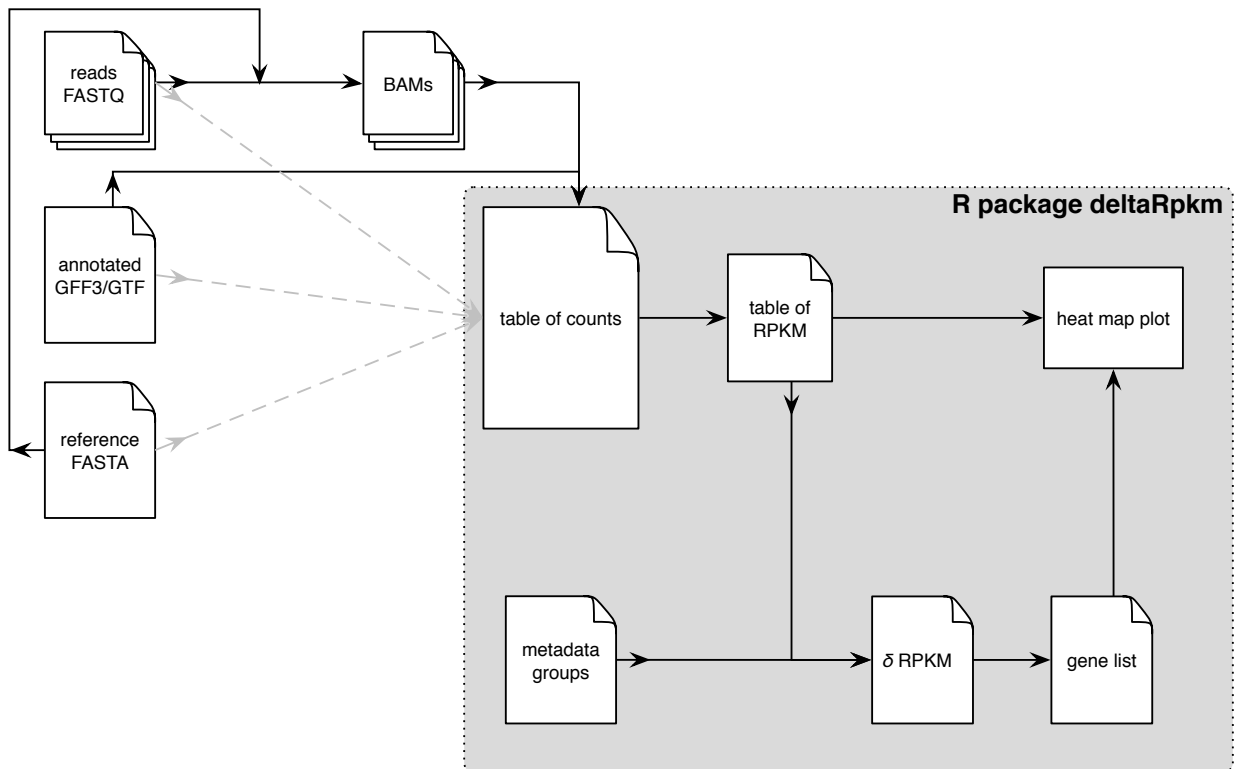 reads
FASTQ
BAMs
R package deltaRpkm
annotated
GFF3/GTF
table of counts
table of
RPKM
heat map plot
reference
FASTA
metadata
groups
δ RPKM
gene list